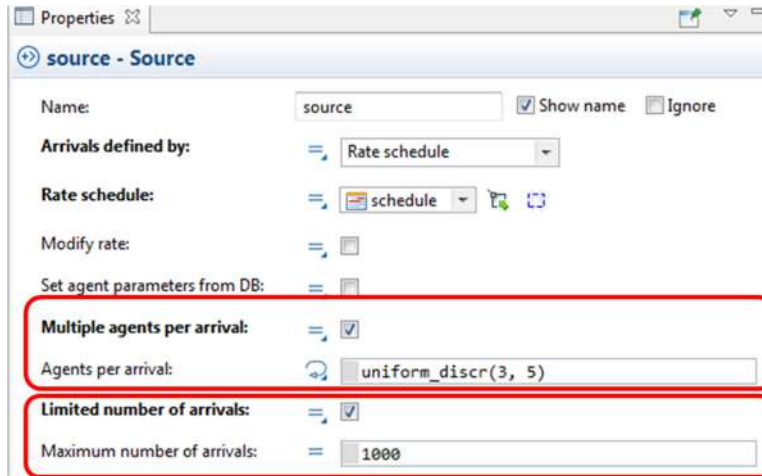 Properties
source - Source
Name: source Show name Ignore
Arrivals defined by: Rate schedule
Rate schedule: schedule
Modify rate:
Set agent parameters from DB:
Multiple agents per arrival:
Agents per arrival: uniform_discr(3, 5)
Limited number of arrivals:
Maximum number of arrivals: 1000